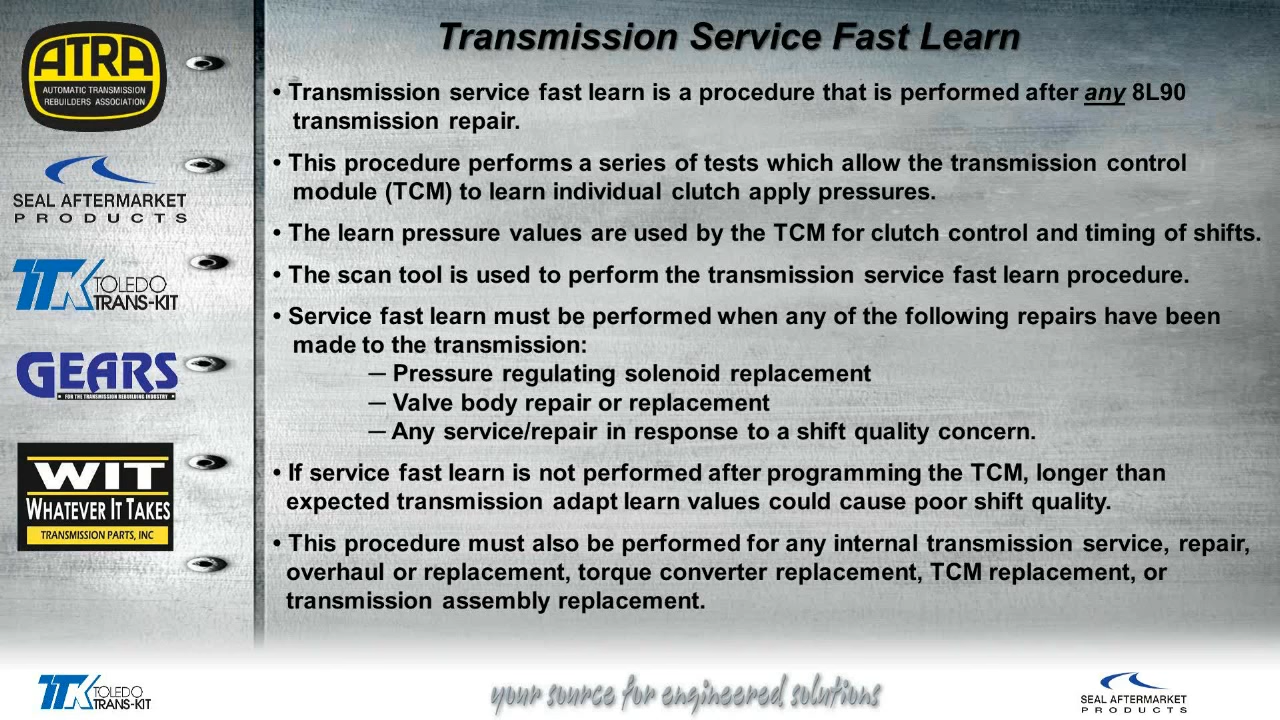 Transmission Service Fast Learn
ATRA
AUTOMATIC TRANSMISSION
REBUILDERS ASSOCIATION
SEAL AFTERMARKET
PRODUCTS
TTK TOLEDO
TRANS-KIT
GEARS
FOR THE TRANSMISSION REBUILDING INDUSTRY
WIT
WHATEVER IT TAKES
TRANSMISSION PARTS, INC
• Transmission service fast learn is a procedure that is performed after any 8L90
transmission repair.
• This procedure performs a series of tests which allow the transmission control
module (TCM) to learn individual clutch apply pressures.
• The learn pressure values are used by the TCM for clutch control and timing of shifts.
• The scan tool is used to perform the transmission service fast learn procedure.
• Service fast learn must be performed when any of the following repairs have been
made to the transmission:
─ Pressure regulating solenoid replacement
─ Valve body repair or replacement
─ Any service/repair in response to a shift quality concern.
• If service fast learn is not performed after programming the TCM, longer than
expected transmission adapt learn values could cause poor shift quality.
• This procedure must also be performed for any internal transmission service, repair,
overhaul or replacement, torque converter replacement, TCM replacement, or
transmission assembly replacement.
TTK TOLEDO
TRANS-KIT
your source for engineered solutions
SEAL AFTERMARKET
PRODUCTS